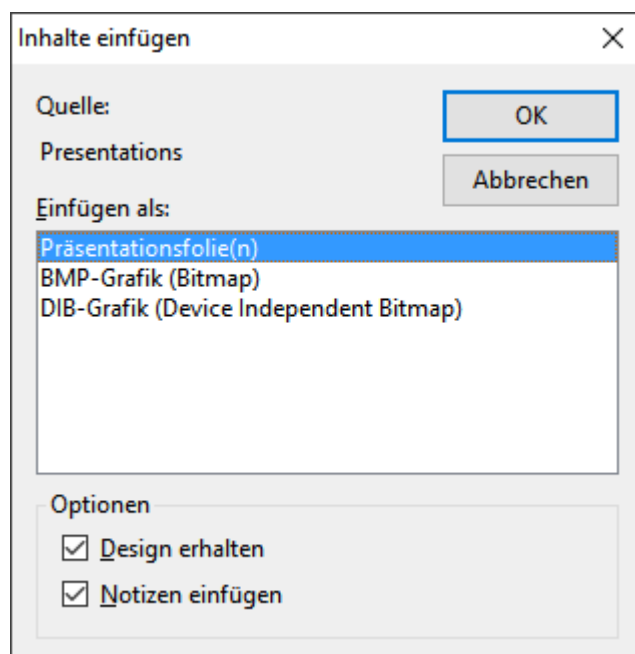 Inhalte einfügen
Quelle:
OK
Presentations
Abbrechen
Einfügen als:
Präsentationsfolie(n)
BMP-Grafik (Bitmap)
DIB-Grafik (Device Independent Bitmap)
Optionen
Design erhalten
Notizen einfügen